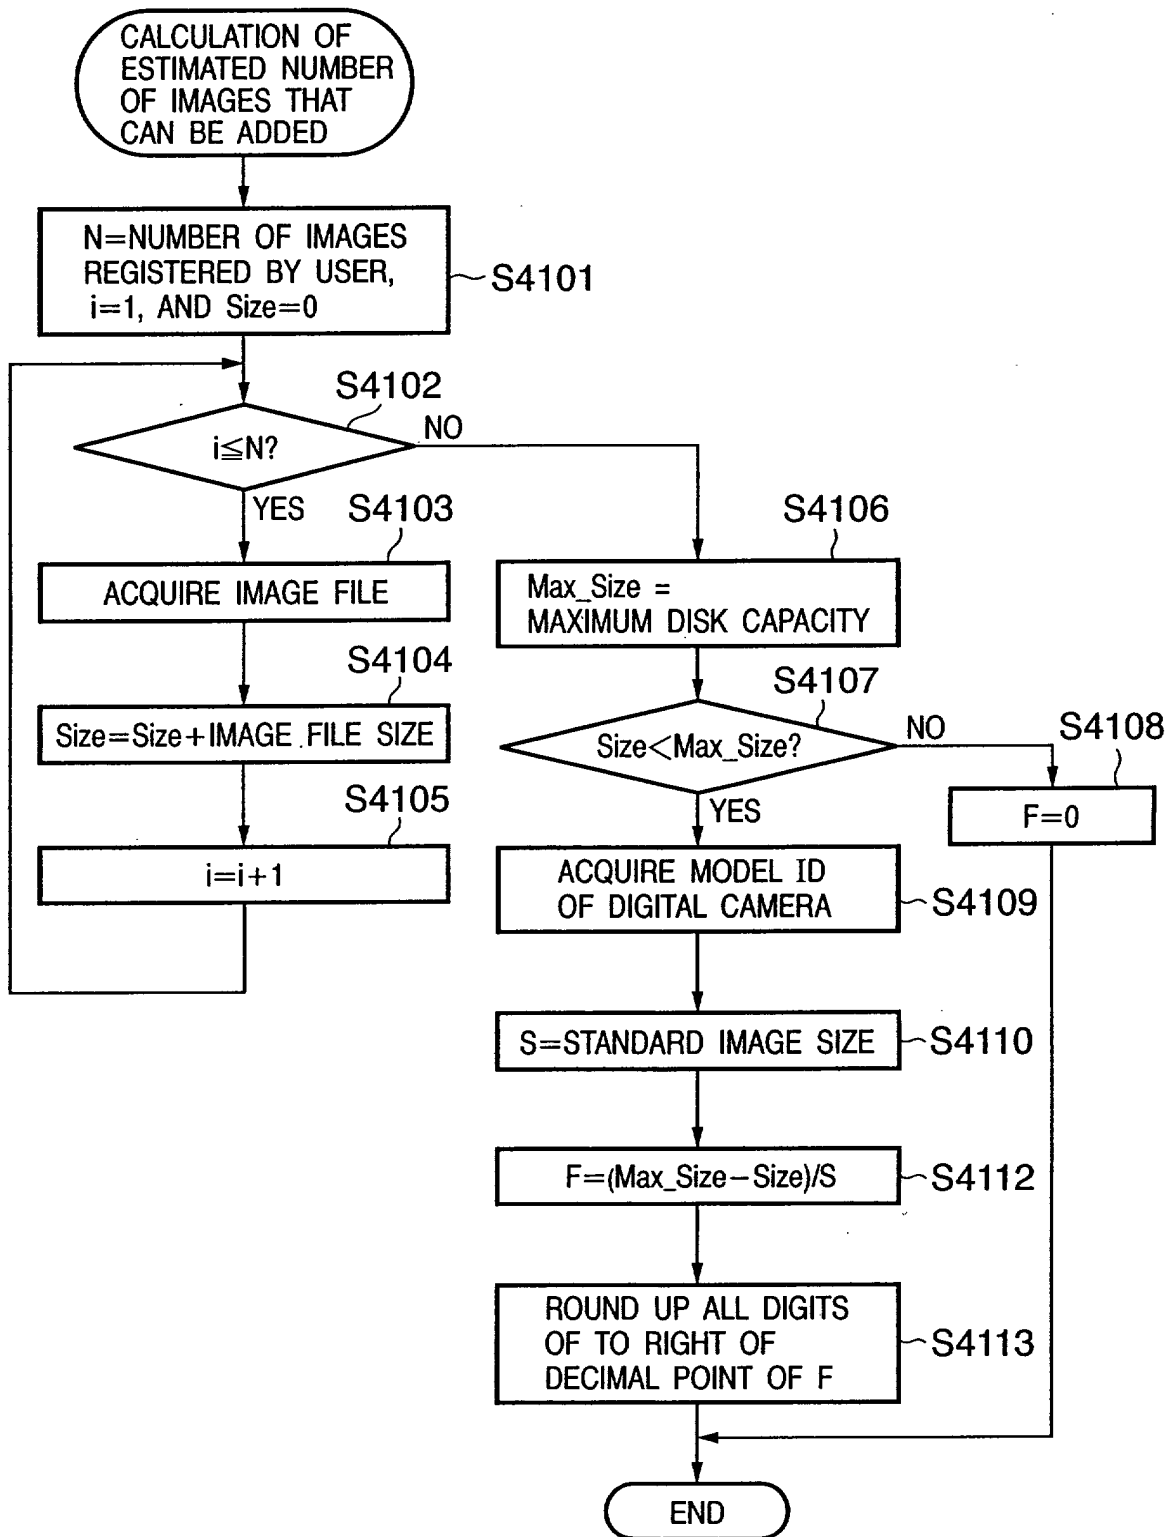 CALCULATION OF
ESTIMATED NUMBER
OF IMAGES THAT
CAN BE ADDED
N=NUMBER OF IMAGES
REGISTERED BY USER,
i=1, AND Size=0
S4101
S4102
i≦N?
NO
YES
S4103
ACQUIRE IMAGE FILE
S4104
Size=Size+IMAGE FILE SIZE
S4105
i=i+1
S4106
Max_Size =
MAXIMUM DISK CAPACITY
S4107
Size<Max_Size?
NO
YES
S4108
F=0
ACQUIRE MODEL ID
OF DIGITAL CAMERA
S4109
S=STANDARD IMAGE SIZE
S4110
F=(Max_Size-Size)/S
S4112
ROUND UP ALL DIGITS
OF TO RIGHT OF
DECIMAL POINT OF F
S4113
END